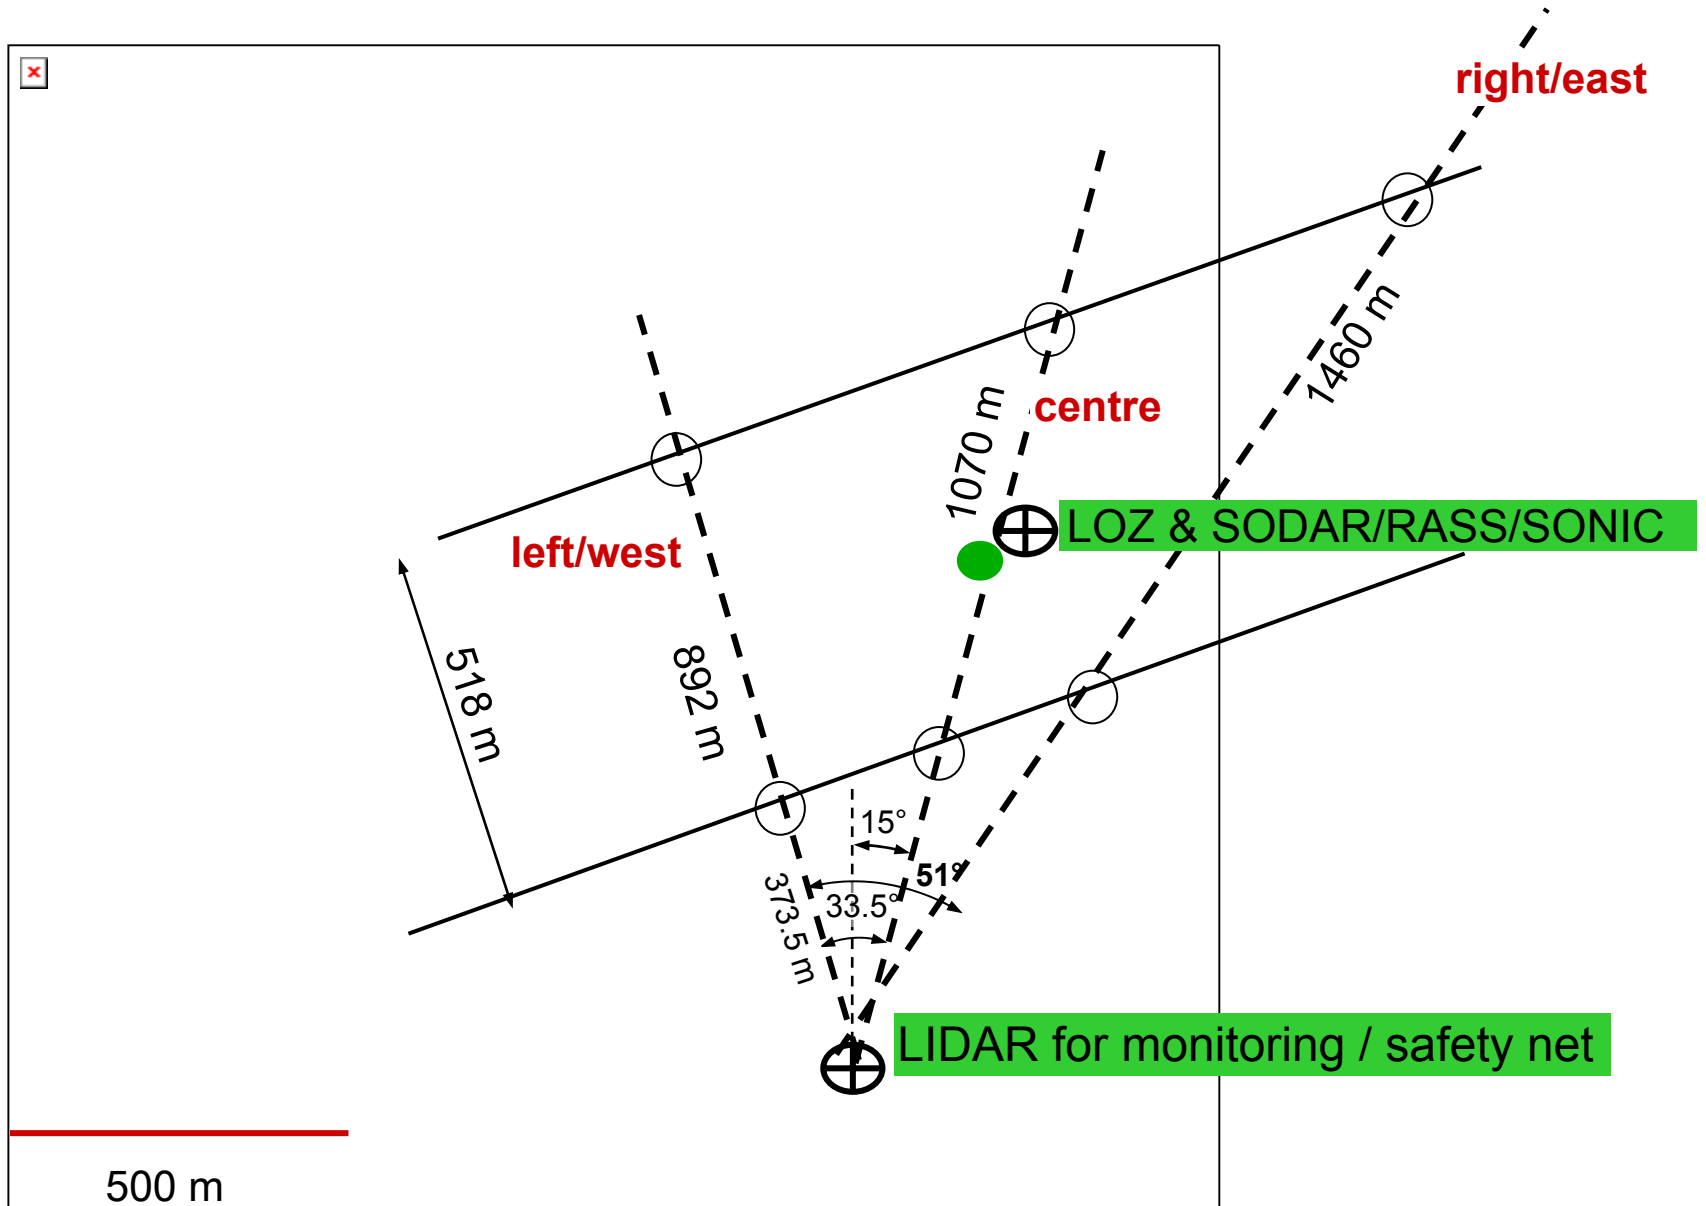 right/east
1460 m
centre
1070 m
LOZ & SODAR/RASS/SONIC
left/west
518 m
892 m
15°
51°
33.5°
373.5 m
LIDAR for monitoring / safety net
500 m